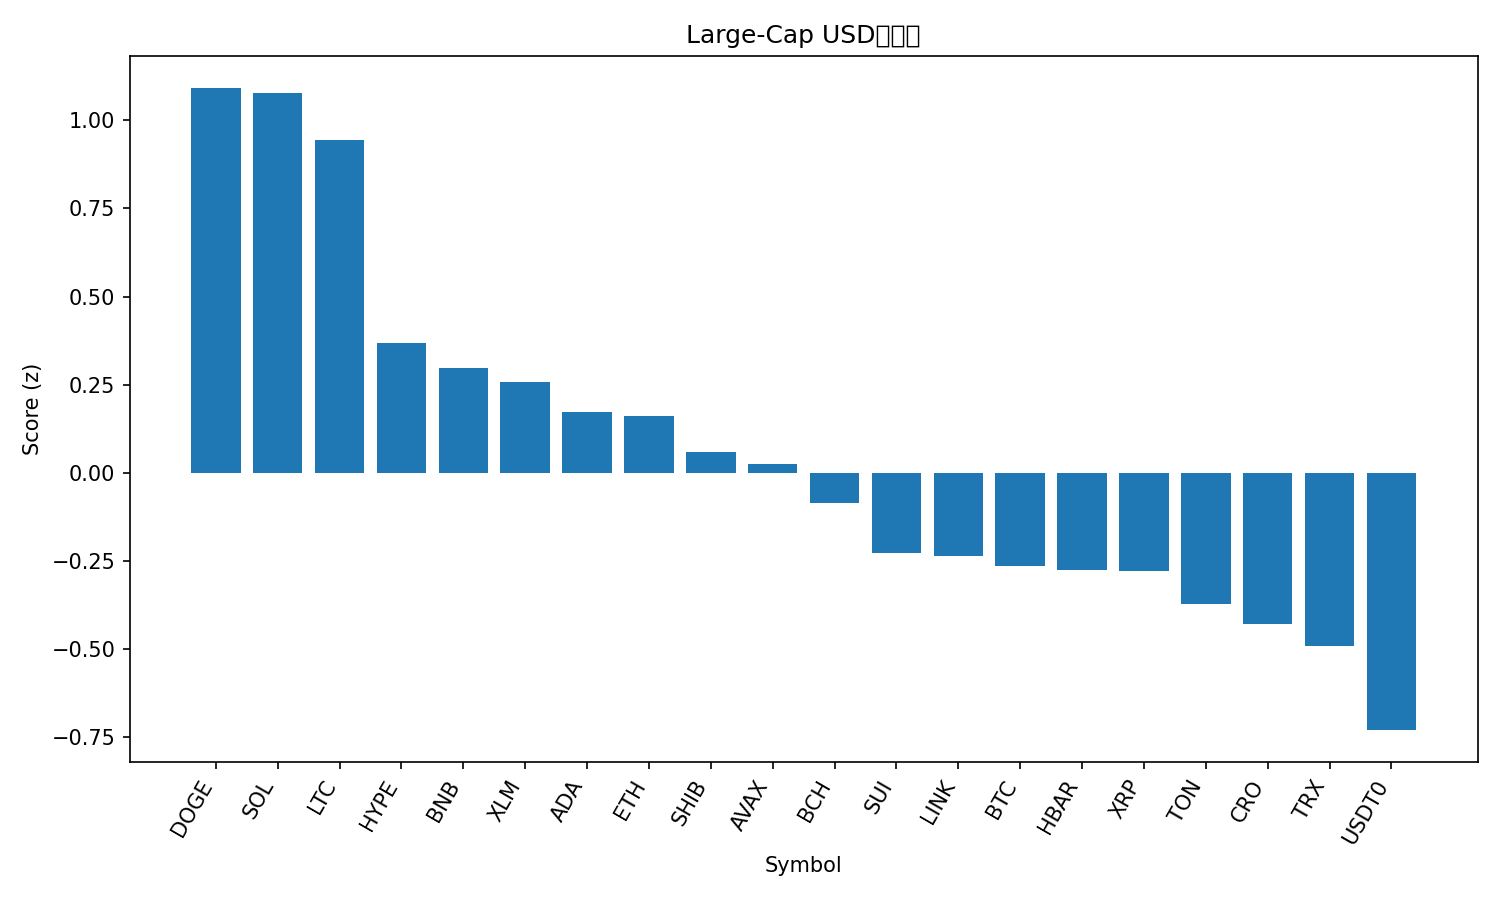 Large-Cap USD
Score (z)
1.00
0.75
0.50
0.25
0.00
−0.25
−0.50
−0.75
DOGE
SOL
LTC
HYPE
BNB
XLM
ADA
ETH
SHIB
AVAX
BCH
SUI
LINK
BTC
HBAR
XRP
TON
CRO
TRX
USDT0
Symbol